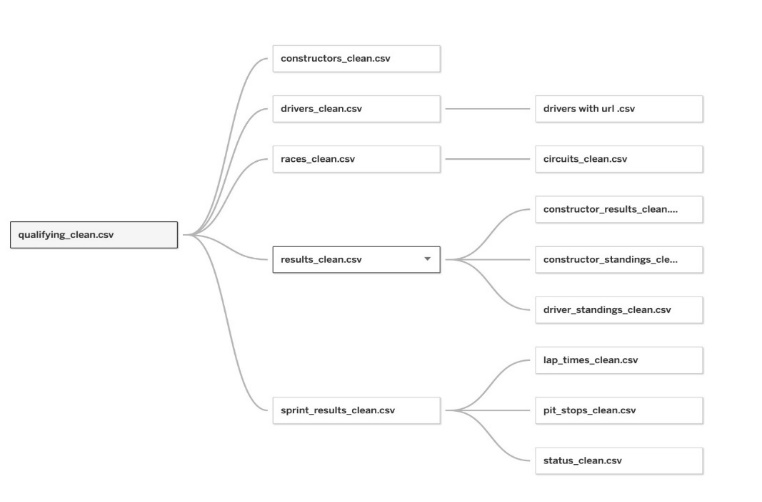 constructors_clean.csv
drivers_clean.csv
drivers with url .csv
races_clean.csv
circuits_clean.csv
constructor_results_clean....
qualifying_clean.csv
results_clean.csv
constructor_standings_cle...
driver_standings_clean.csv
lap_times_clean.csv
sprint_results_clean.csv
pit_stops_clean.csv
status_clean.csv